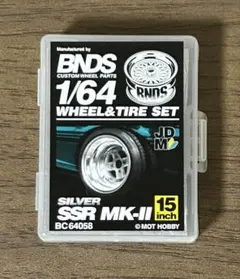 Manufactured by
BNDS
CUSTOM WHEEL PARTS
BNDS
1/64
WHEEL&TIRE SET
JD
M
SILVER
SSR MK-II
15
inch
BC64058
© MOT HOBBY